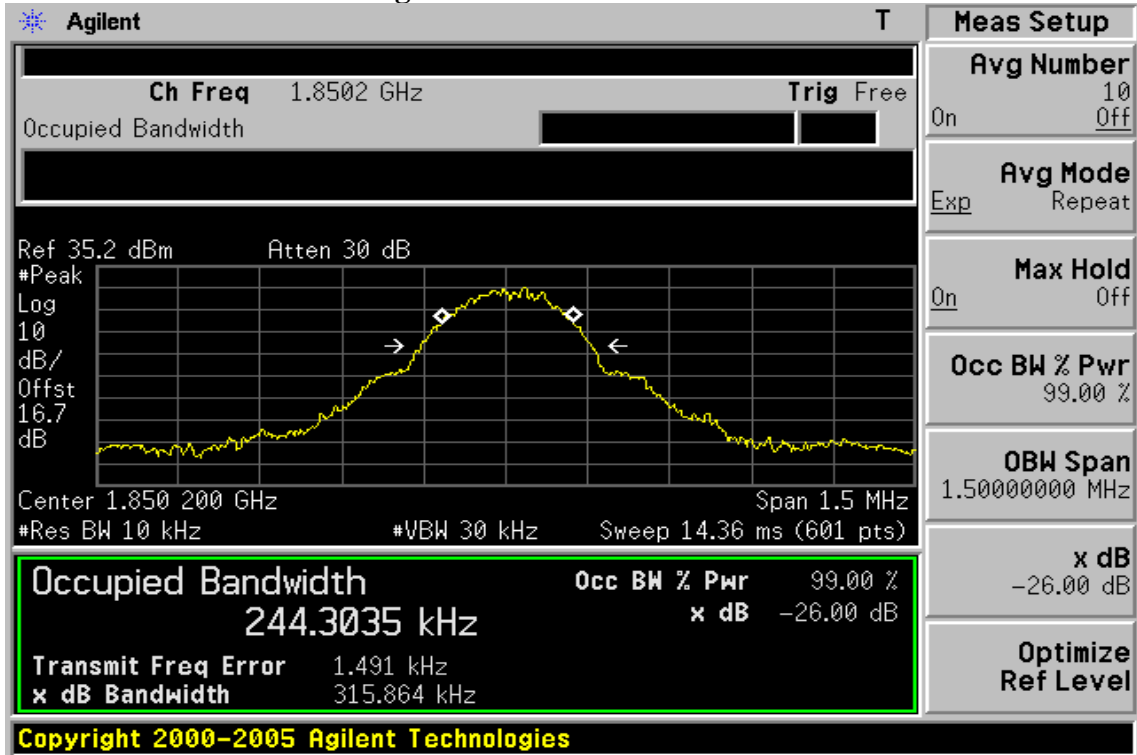 Agilent T
Ch Freq 1.8502 GHz Trig Free
Occupied Bandwidth
Ref 35.2 dBm Atten 30 dB
#Peak
Log
10
dB/
Offst
16.7
dB
Center 1.850 200 GHz Span 1.5 MHz
#Res BW 10 kHz #VBW 30 kHz Sweep 14.36 ms (601 pts)
Occupied Bandwidth Occ BW % Pwr 99.00 %
244.3035 kHz x dB -26.00 dB
Transmit Freq Error 1.491 kHz
x dB Bandwidth 315.864 kHz
Copyright 2000-2005 Agilent Technologies
Meas Setup
Avg Number
10
On Off
Avg Mode
Exp Repeat
Max Hold
On Off
Occ BW % Pwr
99.00 %
OBW Span
1.50000000 MHz
x dB
-26.00 dB
Optimize
Ref Level